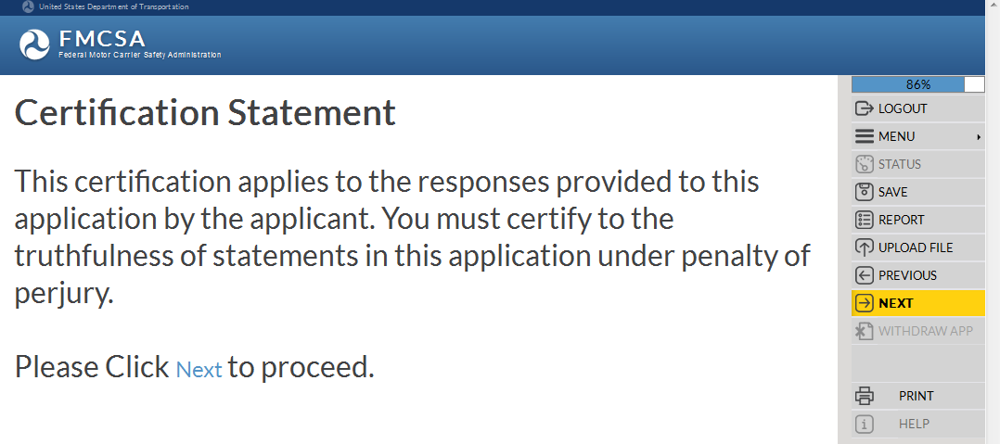 United States Department of Transportation
FMCSA
Federal Motor Carrier Safety Administration
Certification Statement
This certification applies to the responses provided to this
application by the applicant. You must certify to the
truthfulness of statements in this application under penalty of
perjury.
Please Click Next to proceed.
86%
LOGOUT
MENU
STATUS
SAVE
REPORT
UPLOAD FILE
PREVIOUS
NEXT
WITHDRAW APP
PRINT
HELP